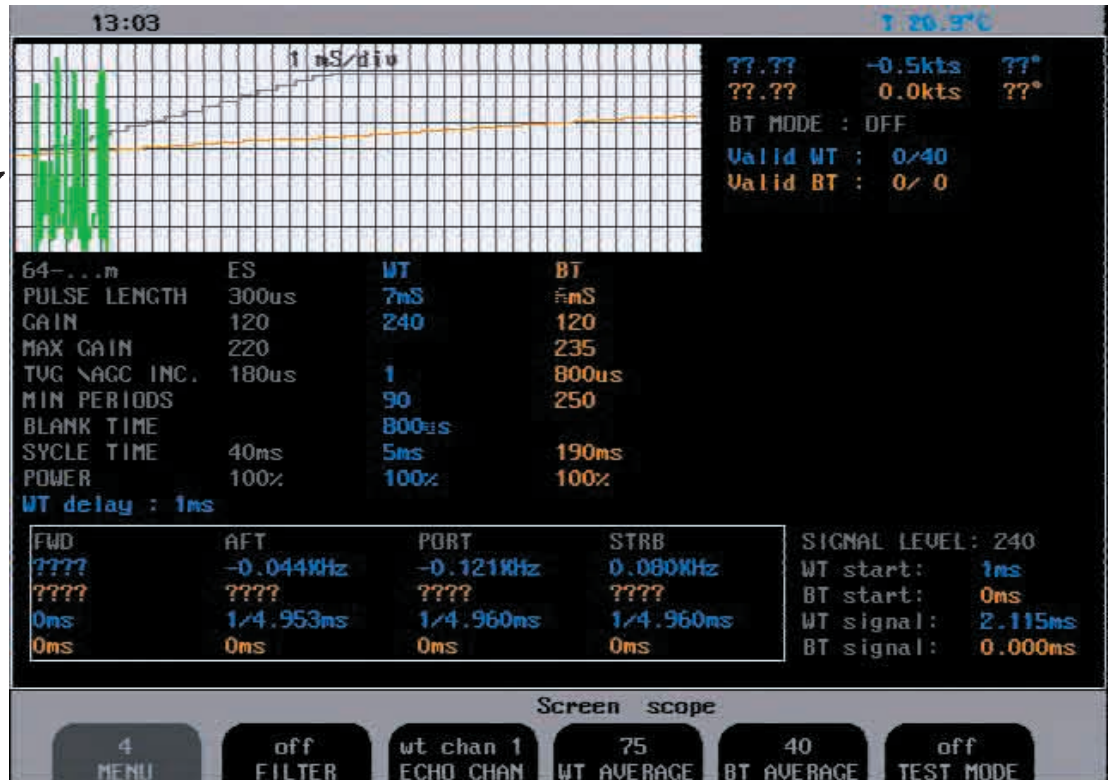 13:03 T 20.9°C
1 mS/div
??.?? -0.5kts ??°
??.?? 0.0kts ??°
BT MODE : OFF
Valid WT : 0/40
Valid BT : 0/ 0
64-...m ES WT BT
PULSE LENGTH 300us 7mS 5mS
GAIN 120 240 120
MAX GAIN 220 235
TVG \AGC INC. 180us 1 800us
MIN PERIODS 90 250
BLANK TIME 800us
SYCLE TIME 40ms 5ms 190ms
POWER 100% 100% 100%
WT delay : 1ms
FWD AFT PORT STRB
???? -0.044KHz -0.121KHz 0.080KHz
???? ???? ???? ????
0ms 1/4.953ms 1/4.960ms 1/4.960ms
0ms 0ms 0ms 0ms
SIGNAL LEVEL: 240
WT start: 1ms
BT start: 0ms
WT signal: 2.115ms
BT signal: 0.000ms
Screen scope
4 off wt chan 1 75 40 off
MENU FILTER ECHO CHAN WT AVERAGE BT AVERAGE TEST MODE